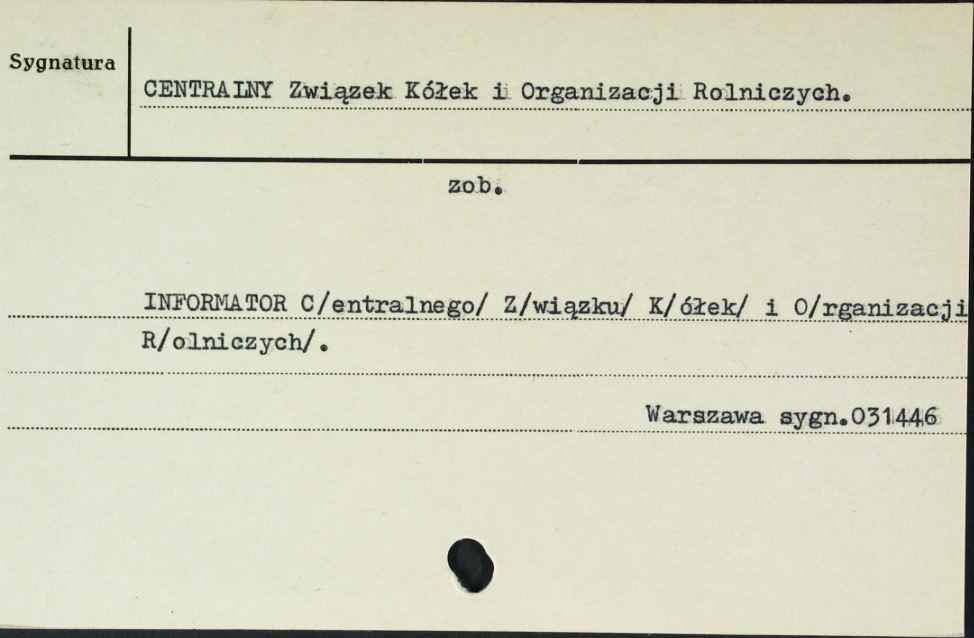 Sygnatura
CENTRALNY Związek Kółek i Organizacji Rolniczych.
zob.
INFORMATOR C/entralnego/ Z/wiązku/ K/ółek/ i O/rganizacji
R/olniczych/.
Warszawa sygn.031446